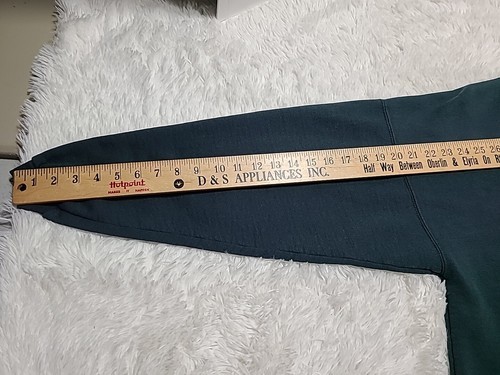 1 2 3 4 5 6 7 8 9 10 11 12 13 14 15 16 17 18 19 20 21 22 23 24 25 26
Hotpoint
D & S APPLIANCES INC.
Half Way Between Oberlin & Elyria On